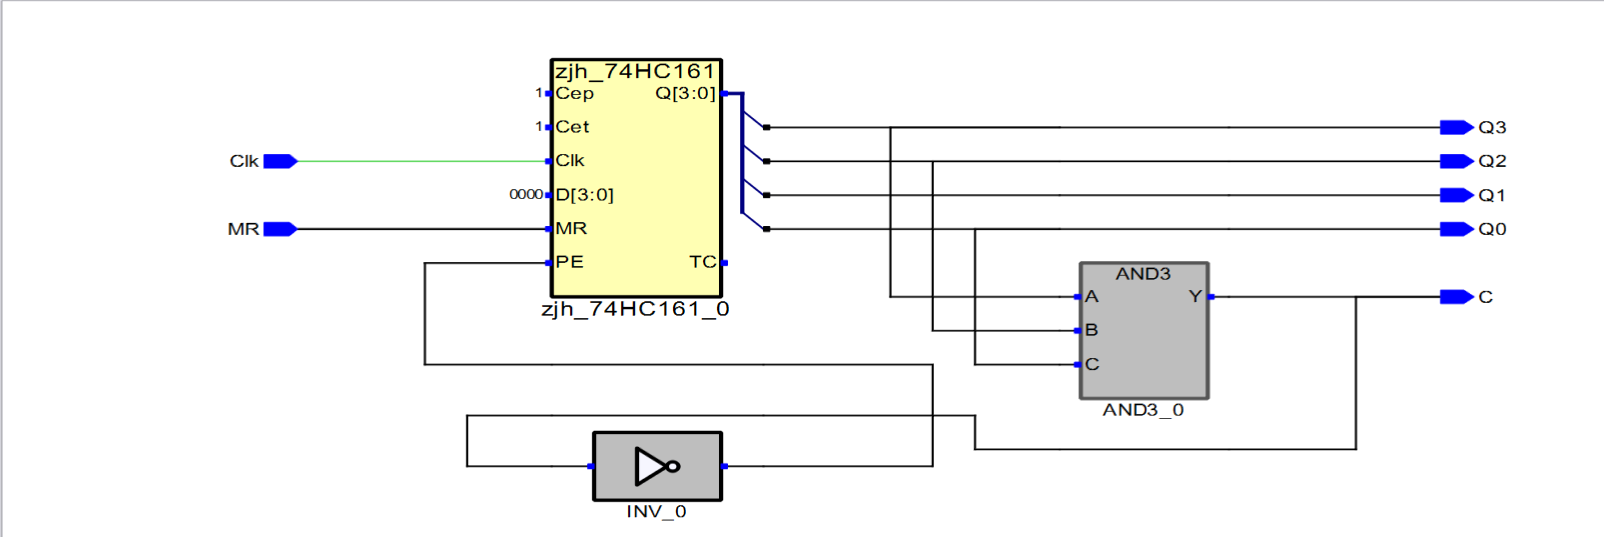 zjh_74HC161
1 Cep Q[3:0]
1 Cet Q3
Clk Clk Q2
0000 D[3:0] Q1
MR MR Q0
PE TC
AND3
zjh_74HC161_0
A Y C
B
C
AND3_0
INV_0